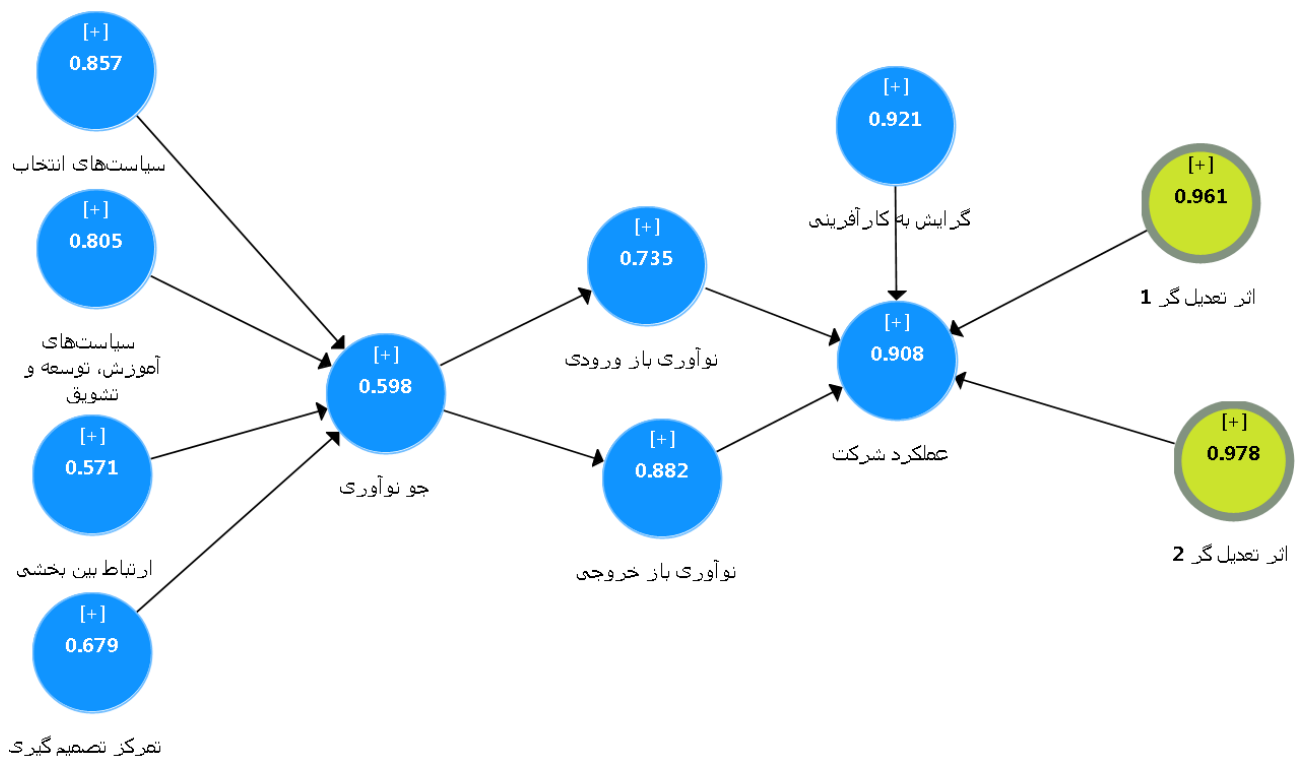 [+]
0.857
سیاست‌های انتخاب
[+]
0.805
سیاست‌های
آموزش، توسعه و
تشویق
[+]
0.571
ارتباط بین بخشی
[+]
0.679
تمرکز تصمیم گیری
[+]
0.598
جو نوآوری
[+]
0.735
نوآوری باز ورودی
[+]
0.882
نوآوری باز خروجی
[+]
0.921
گرایش به کارآفرینی
[+]
0.908
عملکرد شرکت
[+]
0.961
اثر تعدیل گر 1
[+]
0.978
اثر تعدیل گر 2